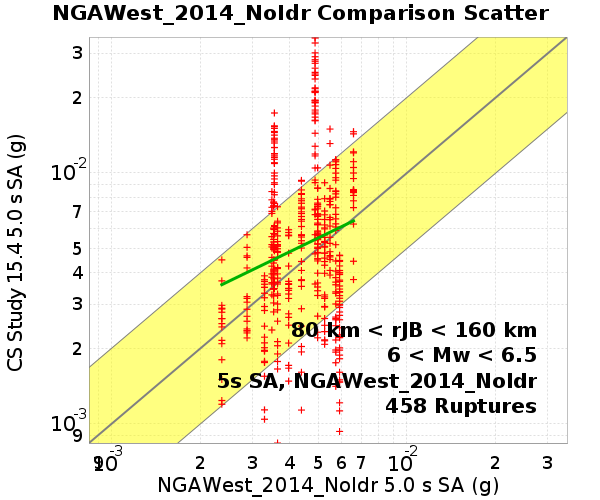 NGAWest_2014_NoIdr Comparison Scatter
CS Study 15.4 5.0 s SA (g)
3
2
10-2
7
5
4
3
2
10-3
9
80 km < rJB < 160 km
6 < Mw < 6.5
5s SA, NGAWest_2014_NoIdr
458 Ruptures
9 10-3 2 3 4 5 6 7 10-2 2 3
NGAWest_2014_NoIdr 5.0 s SA (g)